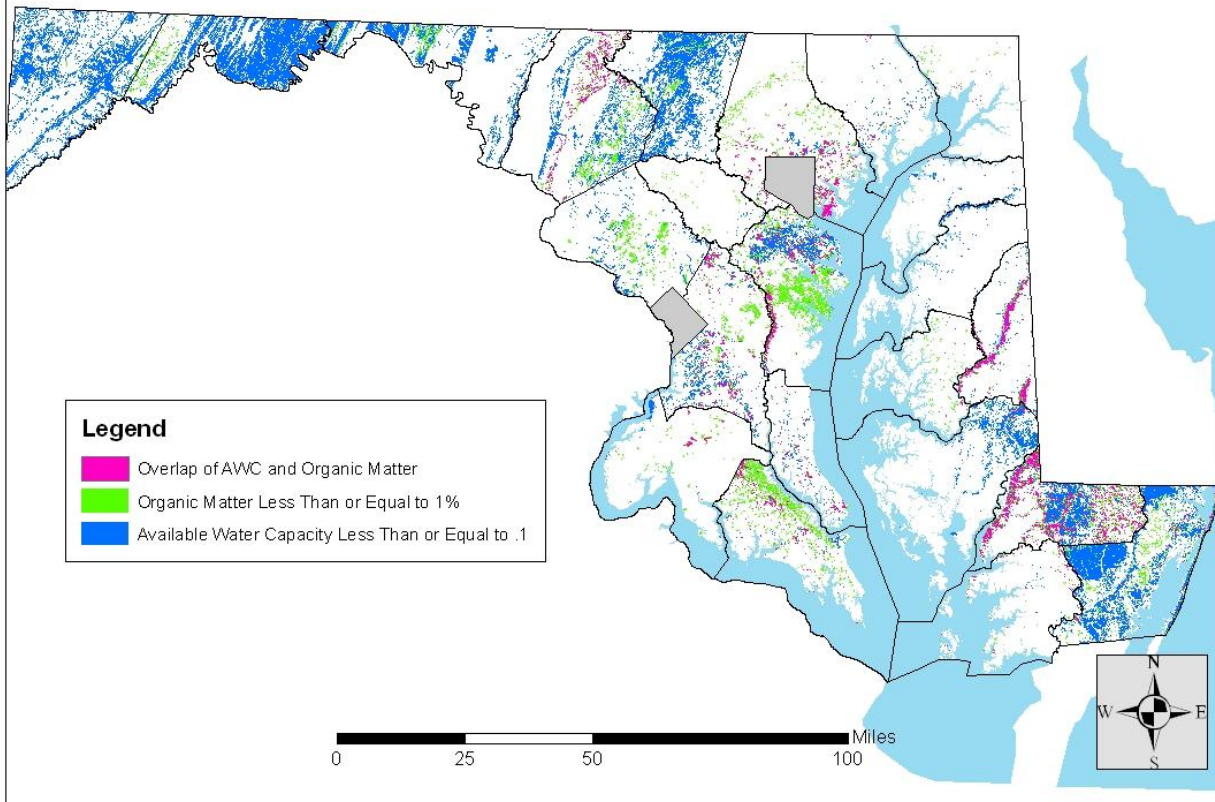 Legend
Overlap of AWC and Organic Matter
Organic Matter Less Than or Equal to 1%
Available Water Capacity Less Than or Equal to .1
N
W E
S
Miles
0 25 50 100